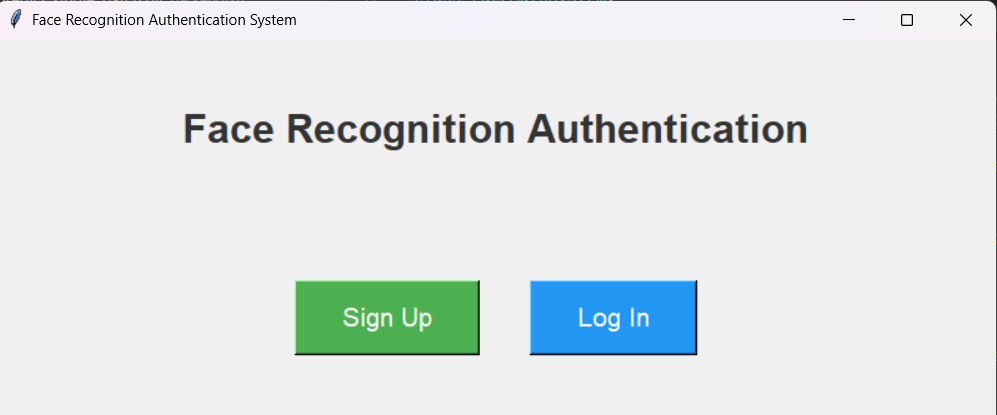 Face Recognition Authentication System
Face Recognition Authentication
Sign Up
Log In